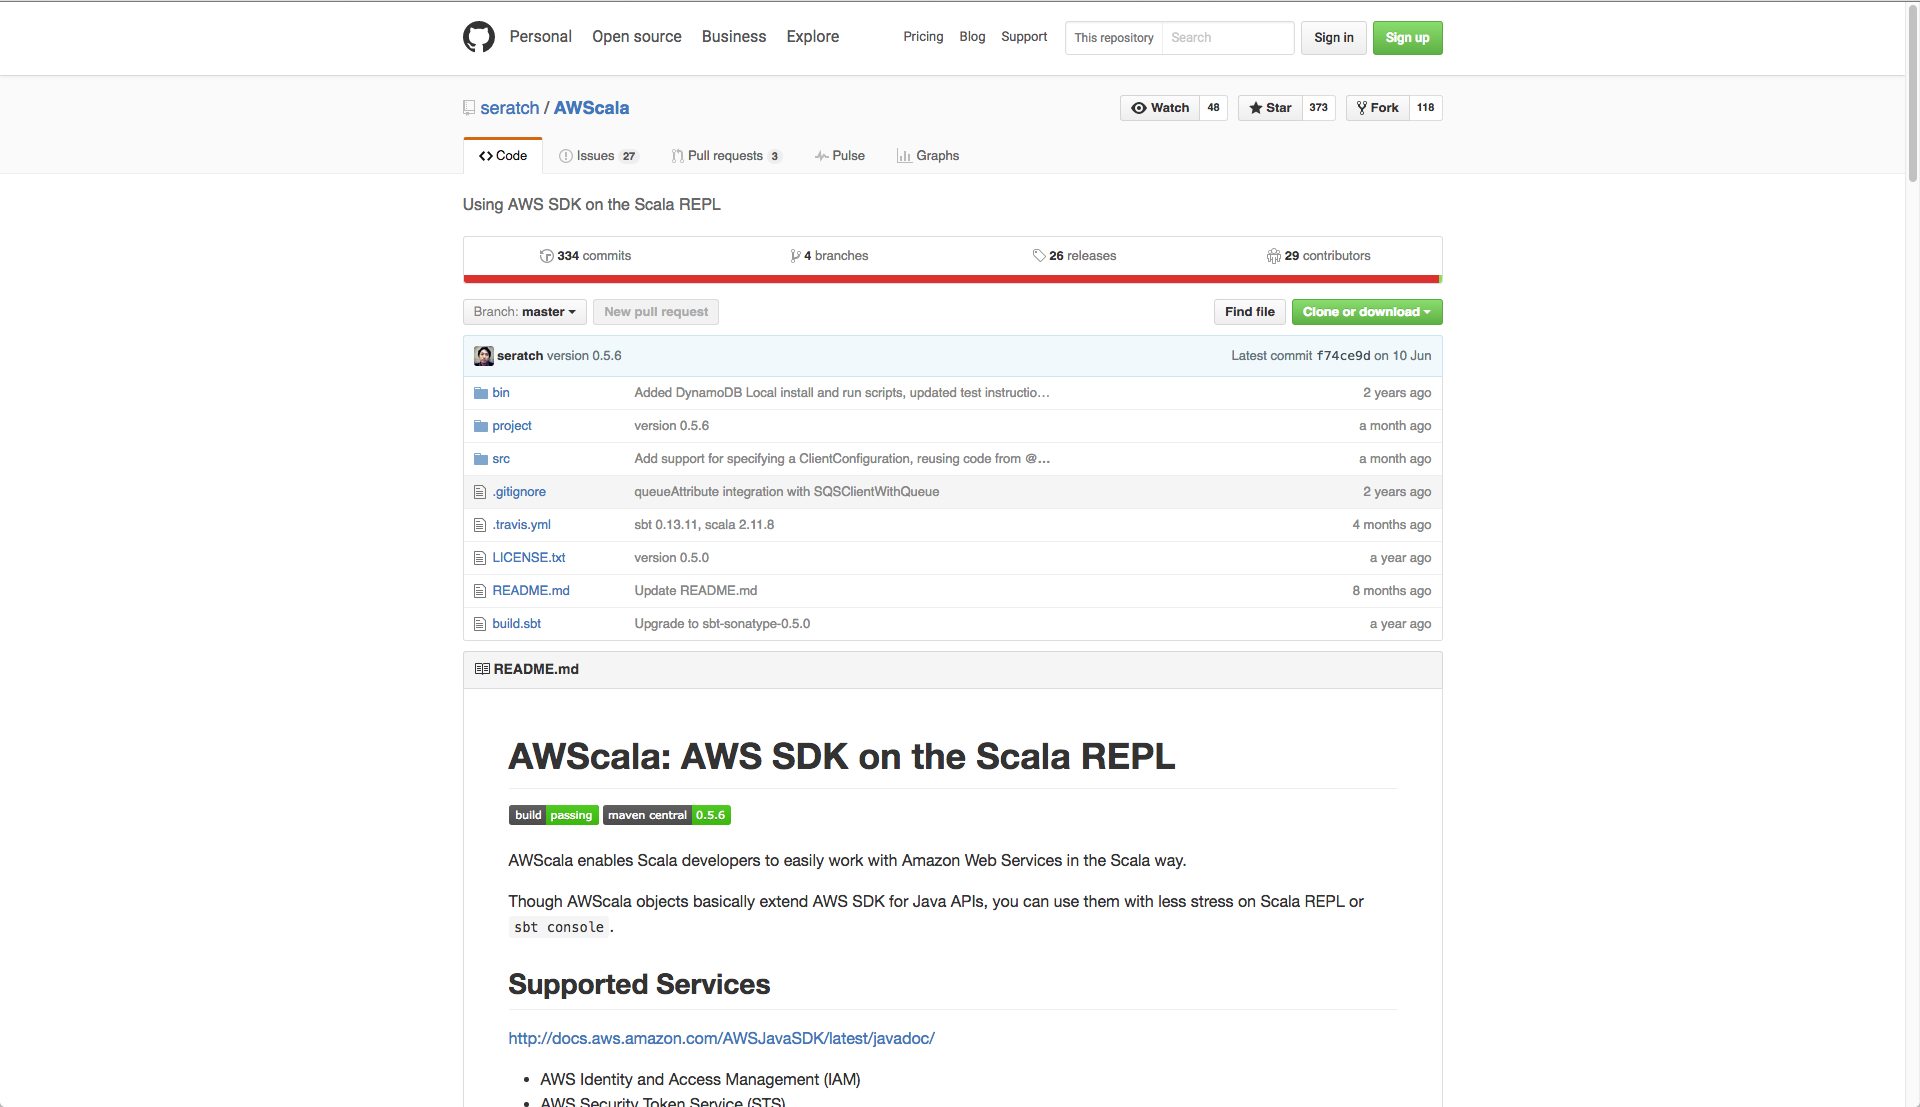 Personal Open source Business Explore Pricing Blog Support This repository Search Sign in Sign up
seratch / AWScala Watch 48 Star 373 Fork 118
Code Issues 27 Pull requests 3 Pulse Graphs
Using AWS SDK on the Scala REPL
334 commits 4 branches 26 releases 29 contributors
Branch: master New pull request Find file Clone or download
seratch version 0.5.6 Latest commit f74ce9d on 10 Jun
bin Added DynamoDB Local install and run scripts, updated test instructio… 2 years ago
project version 0.5.6 a month ago
src Add support for specifying a ClientConfiguration, reusing code from @… a month ago
.gitignore queueAttribute integration with SQSClientWithQueue 2 years ago
.travis.yml sbt 0.13.11, scala 2.11.8 4 months ago
LICENSE.txt version 0.5.0 a year ago
README.md Update README.md 8 months ago
build.sbt Upgrade to sbt-sonatype-0.5.0 a year ago
README.md
AWScala: AWS SDK on the Scala REPL
build passing maven central 0.5.6
AWScala enables Scala developers to easily work with Amazon Web Services in the Scala way.
Though AWScala objects basically extend AWS SDK for Java APIs, you can use them with less stress on Scala REPL or
sbt console .
Supported Services
http://docs.aws.amazon.com/AWSJavaSDK/latest/javadoc/
• AWS Identity and Access Management (IAM)
• AWS Security Token Service (STS)